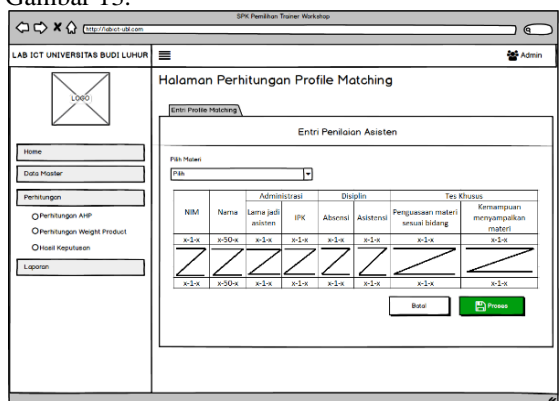 Gambar 13.
SPK Pemilihan Trainer Workshop
http://labict-ubl.com
LAB ICT UNIVERSITAS BUDI LUHUR
Admin
LOGO
Home
Data Master
Perhitungan
Perhitungan AHP
Perhitungan Weight Product
Hasil Keputusan
Laporan
Halaman Perhitungan Profile Matching
Entri Profile Matching
Entri Penilaian Asisten
Pilih Materi
Pilih
NIM Nama Administrasi Disiplin Tes Khusus
Lama jadi asisten IPK Absensi Asistensi Penguasaan materi sesuai bidang Kemampuan menyampaikan materi
x-1-x x-50-x x-1-x x-1-x x-1-x x-1-x x-1-x x-1-x
x-1-x x-50-x x-1-x x-1-x x-1-x x-1-x x-1-x x-1-x
Batal Proses